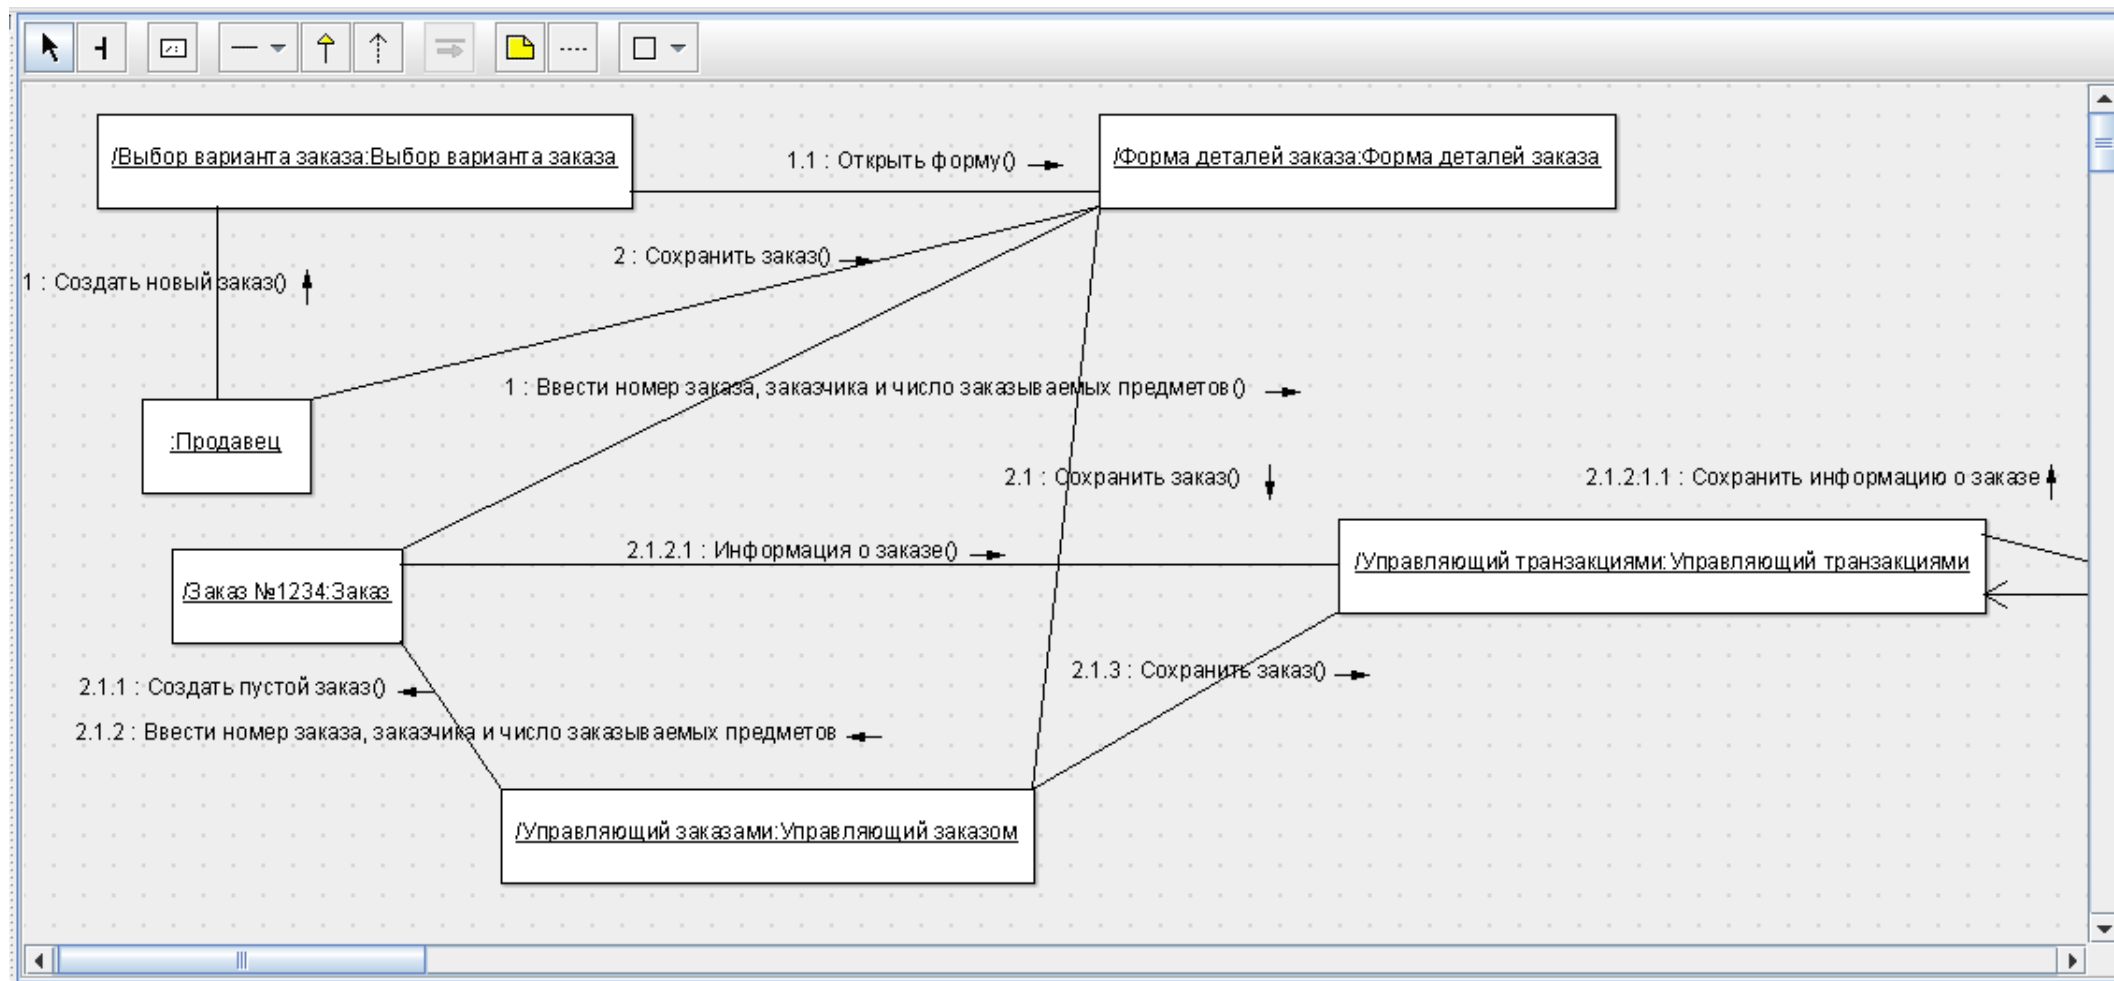 /Выбор варианта заказа:Выбор варианта заказа
1.1 : Открыть форму()
/Форма деталей заказа:Форма деталей заказа
2 : Сохранить заказ()
1 : Создать новый заказ()
1 : Ввести номер заказа, заказчика и число заказываемых предметов()
:Продавец
2.1 : Сохранить заказ()
2.1.2.1.1 : Сохранить информацию о заказе
2.1.2.1 : Информация о заказе()
/Управляющий транзакциями:Управляющий транзакциями
/Заказ №1234:Заказ
2.1.3 : Сохранить заказ()
2.1.1 : Создать пустой заказ()
2.1.2 : Ввести номер заказа, заказчика и число заказываемых предметов
/Управляющий заказами:Управляющий заказом